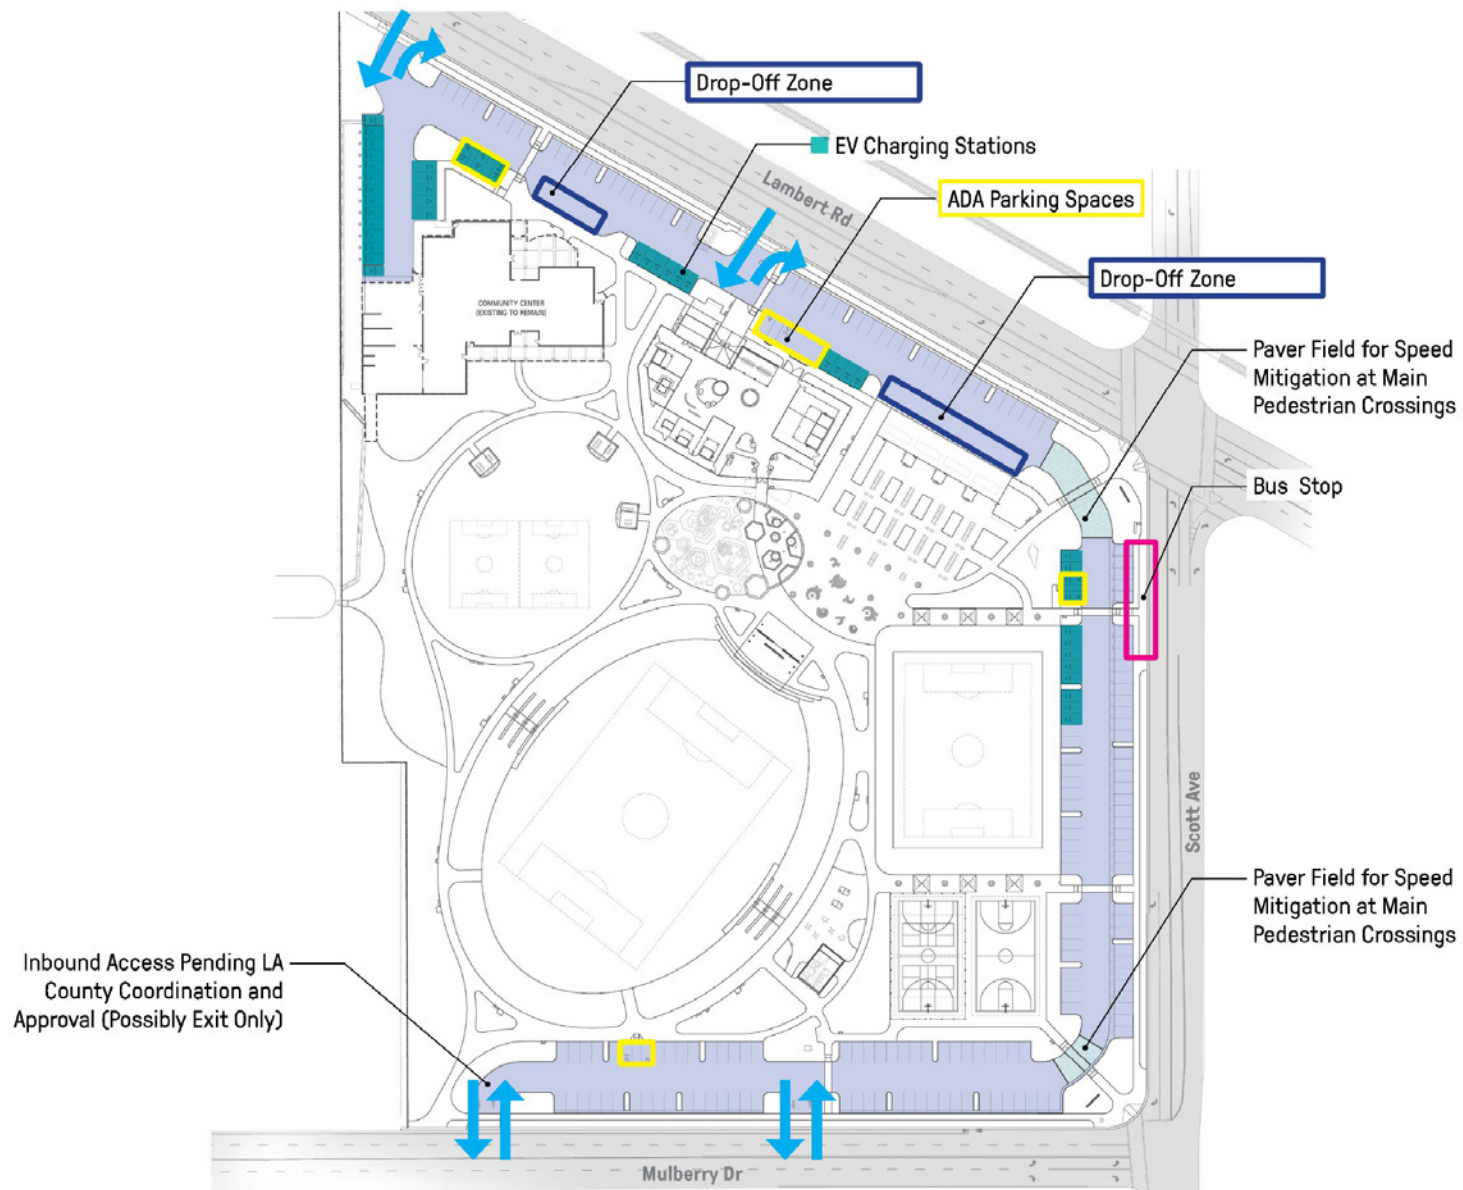 Drop-Off Zone
EV Charging Stations
Lambert Rd
ADA Parking Spaces
Drop-Off Zone
COMMUNITY CENTER
(EXISTING TO REMAIN)
Paver Field for Speed
Mitigation at Main
Pedestrian Crossings
Bus Stop
Scott Ave
Paver Field for Speed
Mitigation at Main
Pedestrian Crossings
Inbound Access Pending LA
County Coordination and
Approval (Possibly Exit Only)
Mulberry Dr